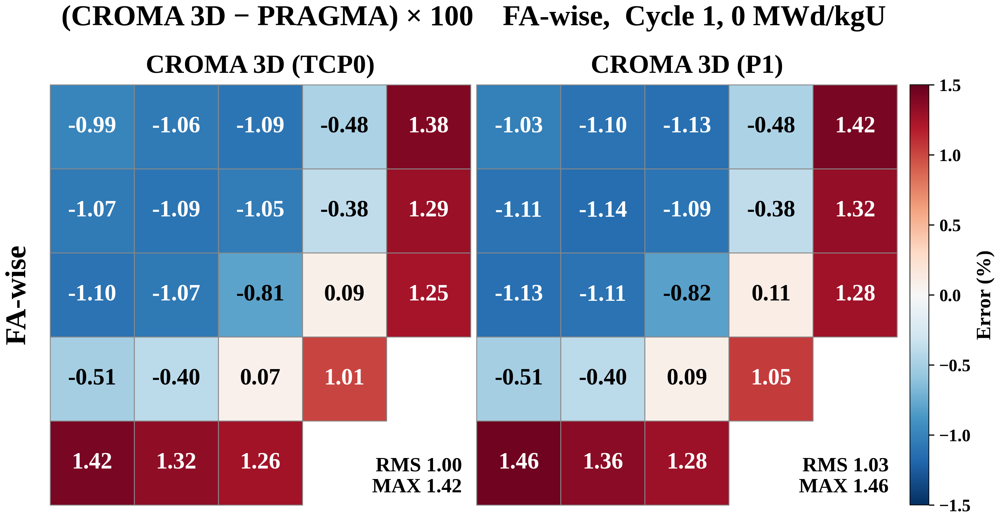 (CROMA 3D − PRAGMA) × 100 FA-wise, Cycle 1, 0 MWd/kgU
CROMA 3D (TCP0)
CROMA 3D (P1)
FA-wise
-0.99 -1.06 -1.09 -0.48 1.38
-1.07 -1.09 -1.05 -0.38 1.29
-1.10 -1.07 -0.81 0.09 1.25
-0.51 -0.40 0.07 1.01
1.42 1.32 1.26
RMS 1.00
MAX 1.42
-1.03 -1.10 -1.13 -0.48 1.42
-1.11 -1.14 -1.09 -0.38 1.32
-1.13 -1.11 -0.82 0.11 1.28
-0.51 -0.40 0.09 1.05
1.46 1.36 1.28
RMS 1.03
MAX 1.46
1.5
1.0
0.5
0.0
−0.5
−1.0
−1.5
Error (%)